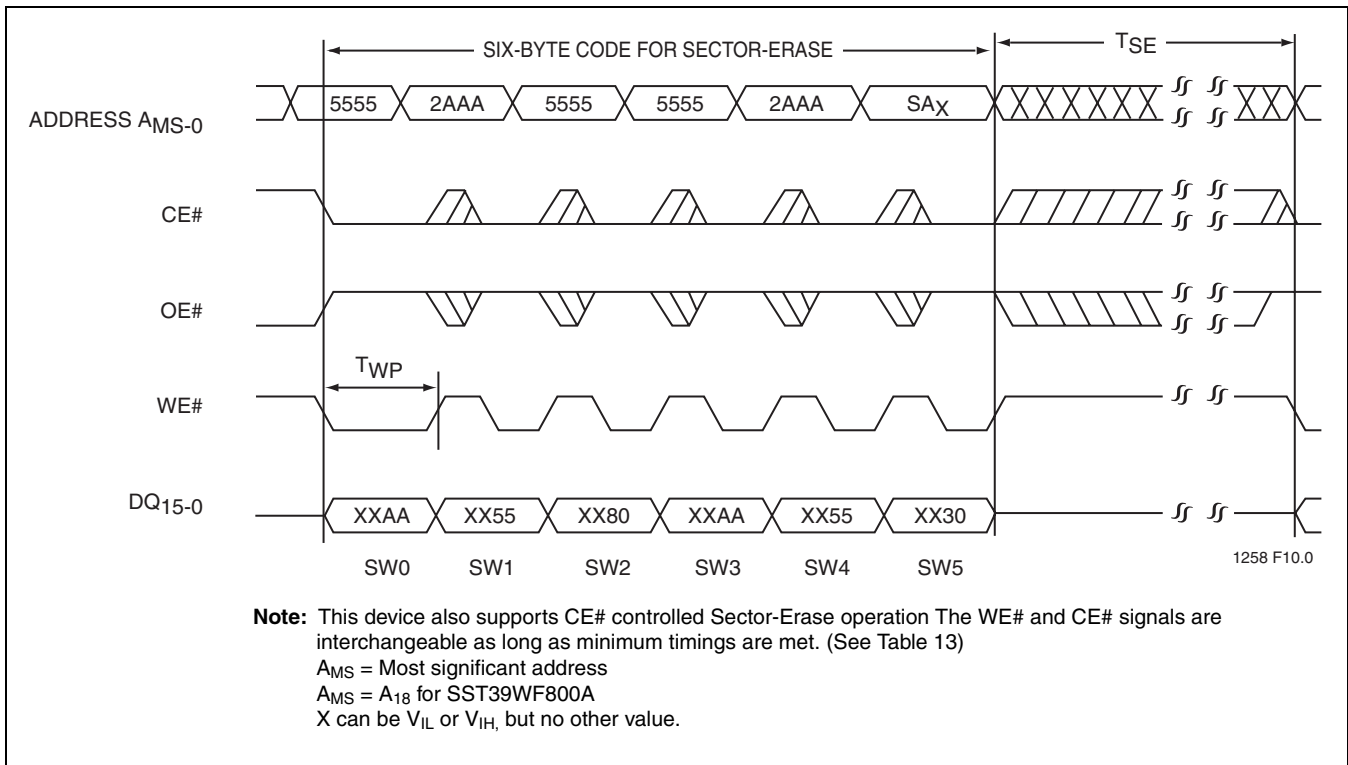 SIX-BYTE CODE FOR SECTOR-ERASE TSE
ADDRESS AMS-0 5555 2AAA 5555 5555 2AAA SAX
CE#
OE#
TWP
WE#
DQ15-0 XXAA XX55 XX80 XXAA XX55 XX30
SW0 SW1 SW2 SW3 SW4 SW5
1258 F10.0
Note: This device also supports CE# controlled Sector-Erase operation The WE# and CE# signals are
interchangeable as long as minimum timings are met. (See Table 13)
AMS = Most significant address
AMS = A18 for SST39WF800A
X can be VIL or VIH, but no other value.